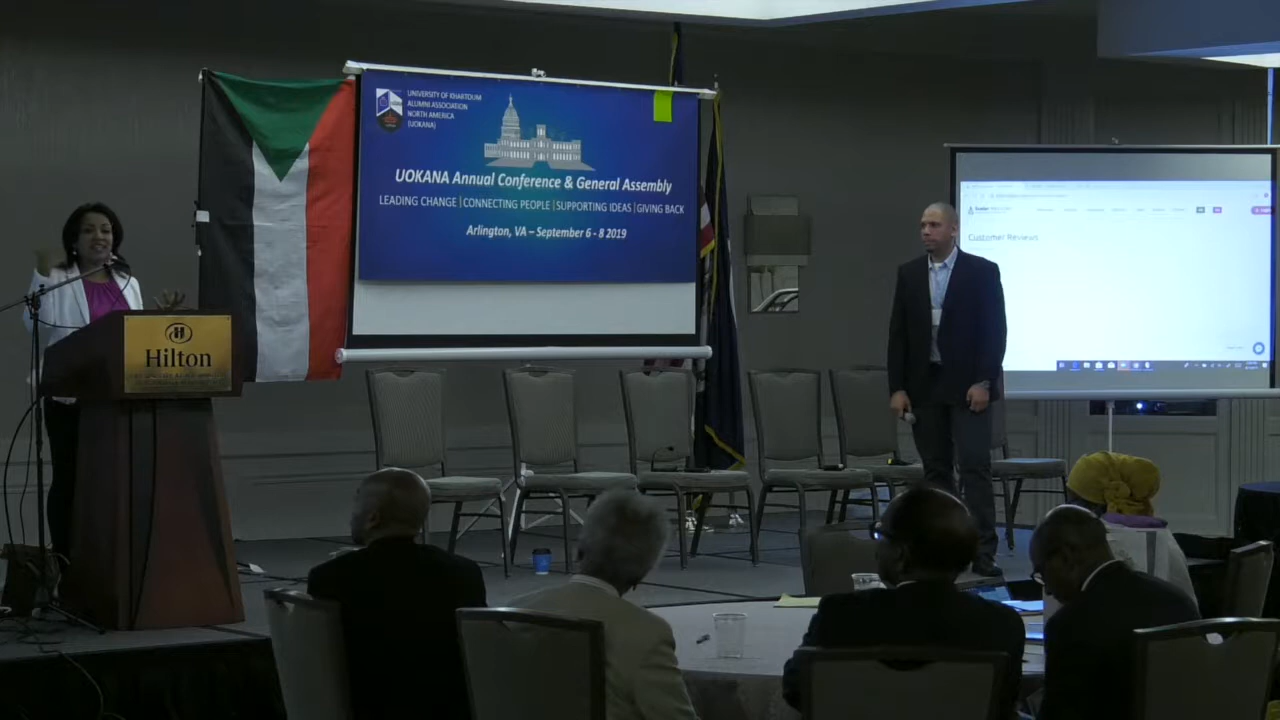 UNIVERSITY OF KHARTOUM
ALUMNI ASSOCIATION
NORTH AMERICA
(UOKANA)
UOKANA Annual Conference & General Assembly
LEADING CHANGE | CONNECTING PEOPLE | SUPPORTING IDEAS | GIVING BACK
Arlington, VA – September 6 - 8 2019
Customer Reviews
Hilton